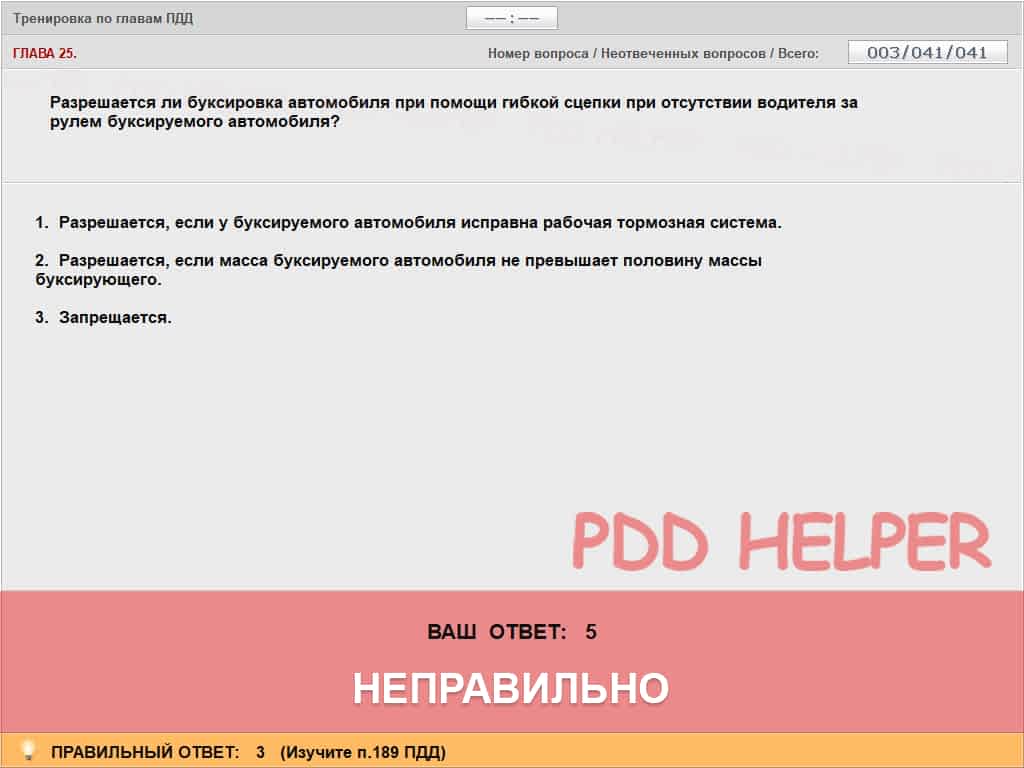 Тренировка по главам ПДД
—— : ——
ГЛАВА 25.
Номер вопроса / Неотвеченных вопросов / Всего:
003/041/041
Разрешается ли буксировка автомобиля при помощи гибкой сцепки при отсутствии водителя за
рулем буксируемого автомобиля?
1. Разрешается, если у буксируемого автомобиля исправна рабочая тормозная система.
2. Разрешается, если масса буксируемого автомобиля не превышает половину массы
буксирующего.
3. Запрещается.
PDD HELPER
ВАШ ОТВЕТ: 5
НЕПРАВИЛЬНО
ПРАВИЛЬНЫЙ ОТВЕТ: 3 (Изучите п.189 ПДД)